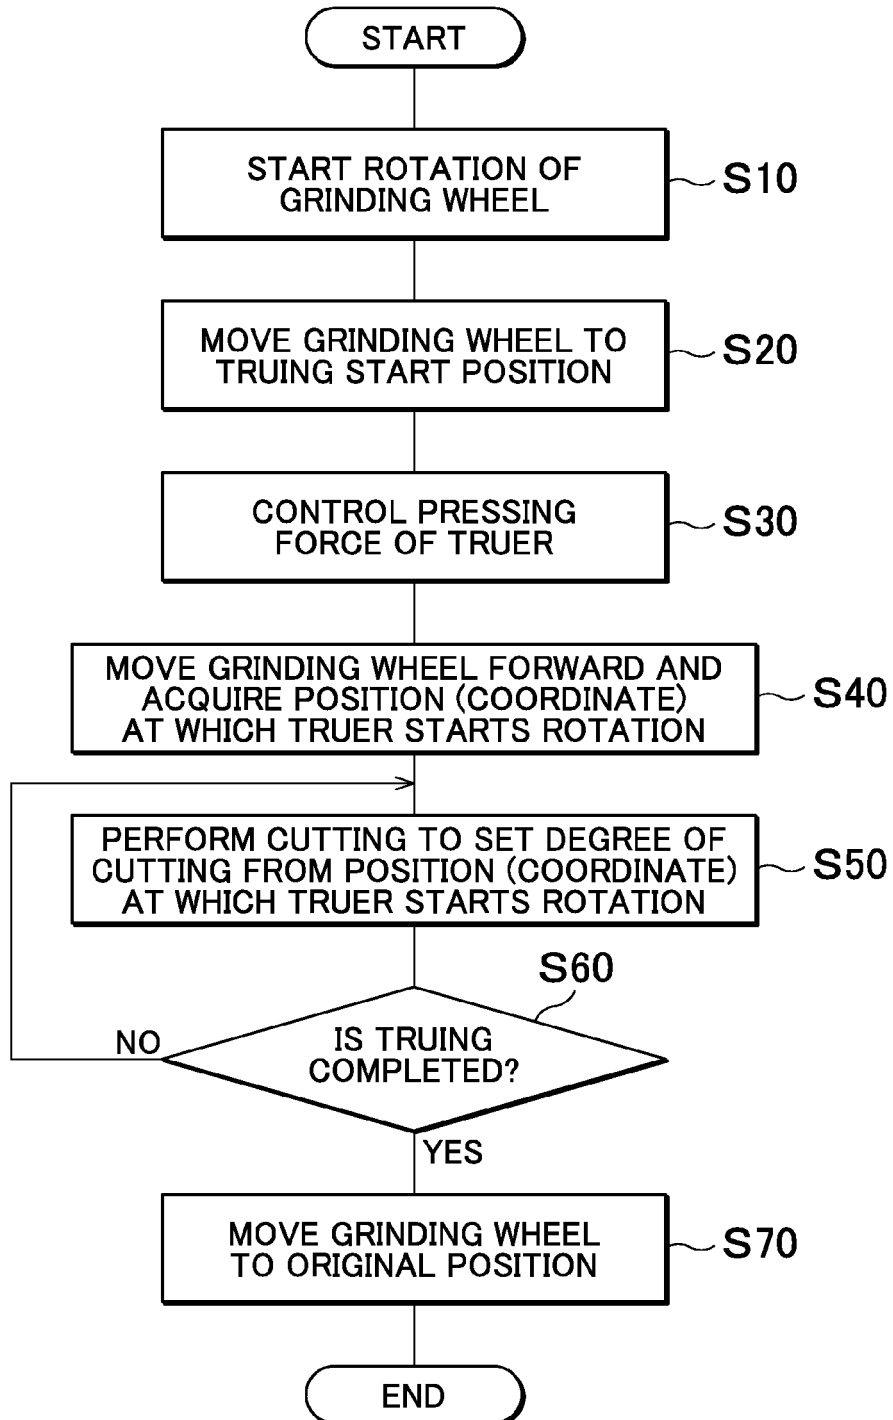 START
START ROTATION OF
GRINDING WHEEL
S10
MOVE GRINDING WHEEL TO
TRUING START POSITION
S20
CONTROL PRESSING
FORCE OF TRUER
S30
MOVE GRINDING WHEEL FORWARD AND
ACQUIRE POSITION (COORDINATE)
AT WHICH TRUER STARTS ROTATION
S40
PERFORM CUTTING TO SET DEGREE OF
CUTTING FROM POSITION (COORDINATE)
AT WHICH TRUER STARTS ROTATION
S50
S60
IS TRUING
COMPLETED?
NO
YES
MOVE GRINDING WHEEL
TO ORIGINAL POSITION
S70
END